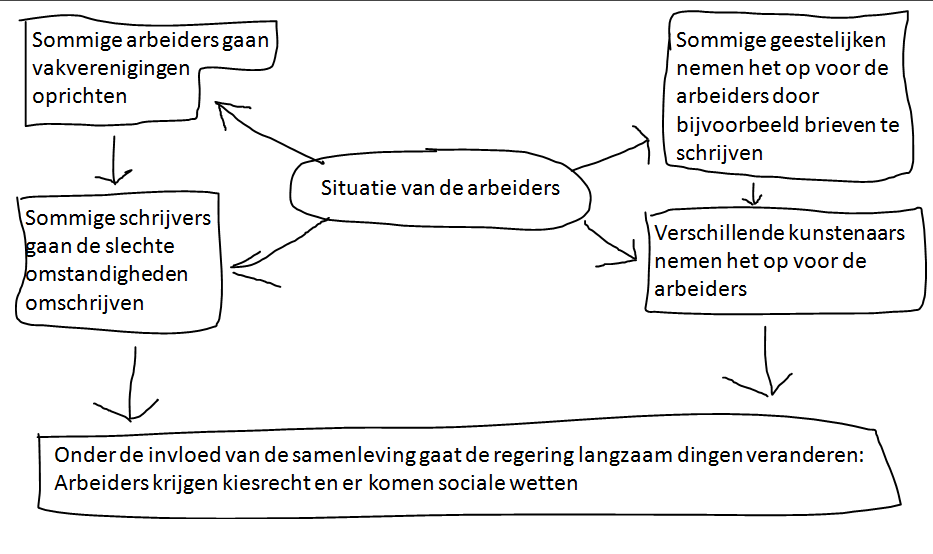 Sommige arbeiders gaan
vakverenigingen
oprichten
Sommige geestelijken
nemen het op voor de
arbeiders door
bijvoorbeeld brieven te
schrijven
Situatie van de arbeiders
Sommige schrijvers
gaan de slechte
omstandigheden
omschrijven
Verschillende kunstenaars
nemen het op voor de
arbeiders
Onder de invloed van de samenleving gaat de regering langzaam dingen veranderen:
Arbeiders krijgen kiesrecht en er komen sociale wetten